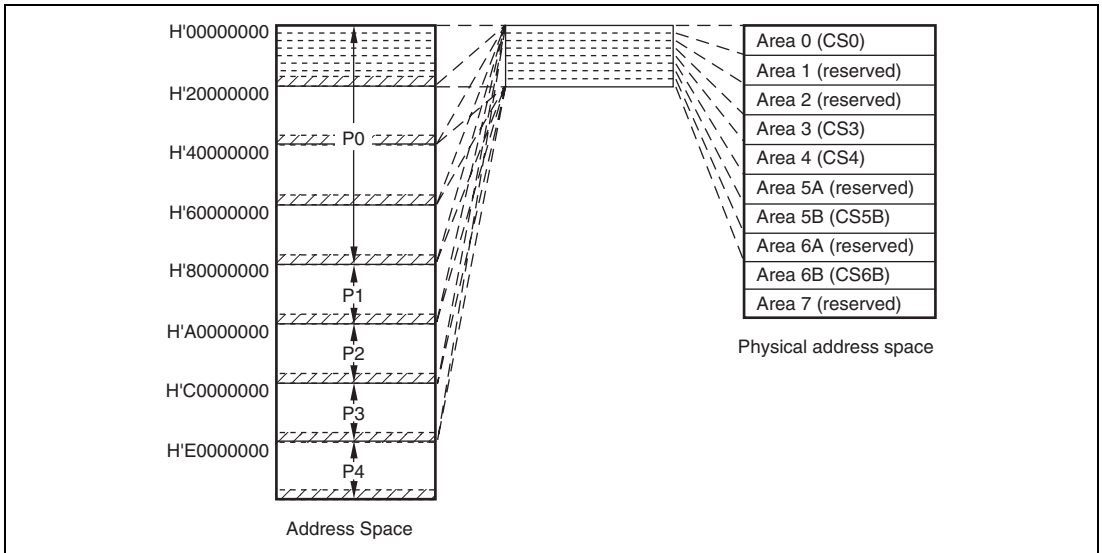 H'00000000
H'20000000
H'40000000
H'60000000
H'80000000
H'A0000000
H'C0000000
H'E0000000
P0
P1
P2
P3
P4
Address Space
Area 0 (CS0)
Area 1 (reserved)
Area 2 (reserved)
Area 3 (CS3)
Area 4 (CS4)
Area 5A (reserved)
Area 5B (CS5B)
Area 6A (reserved)
Area 6B (CS6B)
Area 7 (reserved)
Physical address space